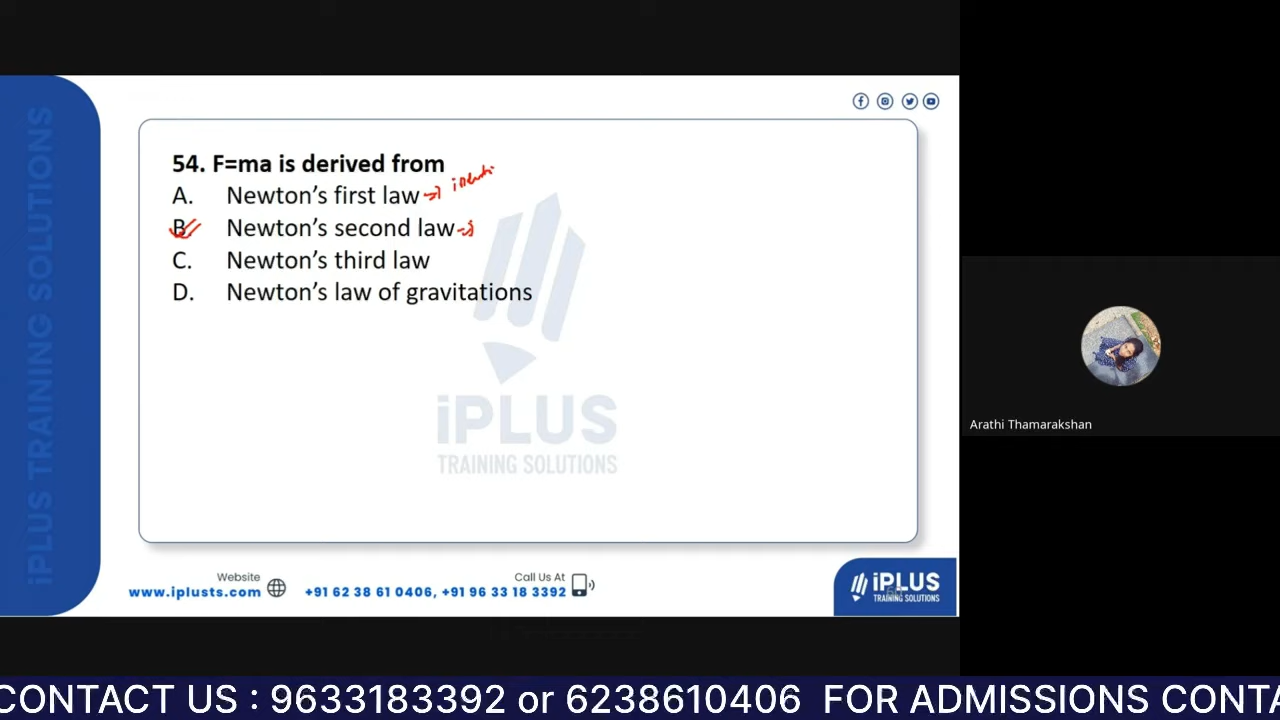 54. F=ma is derived from
A. Newton's first law
B. Newton's second law
C. Newton's third law
D. Newton's law of gravitations
iPLUS
TRAINING SOLUTIONS
iPLUS TRAINING SOLUTIONS
Arathi Thamarakshan
Website
www.iplusts.com
Call Us At
+91 62 38 61 0406, +91 96 33 18 3392
iPLUS
TRAINING SOLUTIONS
CONTACT US : 9633183392 or 6238610406 FOR ADMISSIONS CONTA